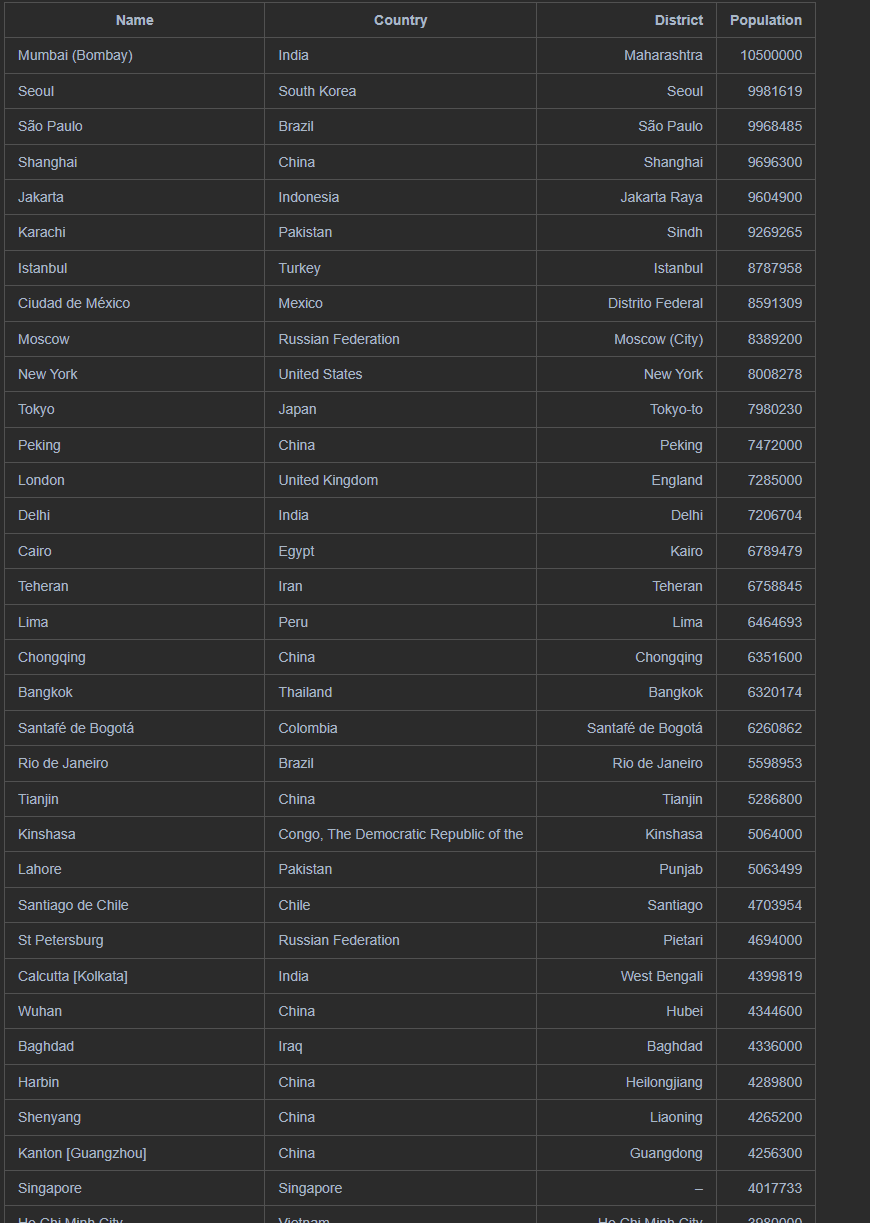 Name Country District Population
Mumbai (Bombay) India Maharashtra 10500000
Seoul South Korea Seoul 9981619
São Paulo Brazil São Paulo 9968485
Shanghai China Shanghai 9696300
Jakarta Indonesia Jakarta Raya 9604900
Karachi Pakistan Sindh 9269265
Istanbul Turkey Istanbul 8787958
Ciudad de México Mexico Distrito Federal 8591309
Moscow Russian Federation Moscow (City) 8389200
New York United States New York 8008278
Tokyo Japan Tokyo-to 7980230
Peking China Peking 7472000
London United Kingdom England 7285000
Delhi India Delhi 7206704
Cairo Egypt Kairo 6789479
Teheran Iran Teheran 6758845
Lima Peru Lima 6464693
Chongqing China Chongqing 6351600
Bangkok Thailand Bangkok 6320174
Santafé de Bogotá Colombia Santafé de Bogotá 6260862
Rio de Janeiro Brazil Rio de Janeiro 5598953
Tianjin China Tianjin 5286800
Kinshasa Congo, The Democratic Republic of the Kinshasa 5064000
Lahore Pakistan Punjab 5063499
Santiago de Chile Chile Santiago 4703954
St Petersburg Russian Federation Pietari 4694000
Calcutta [Kolkata] India West Bengali 4399819
Wuhan China Hubei 4344600
Baghdad Iraq Baghdad 4336000
Harbin China Heilongjiang 4289800
Shenyang China Liaoning 4265200
Kanton [Guangzhou] China Guangdong 4256300
Singapore Singapore – 4017733
Ho Chi Minh City Vietnam Ho Chi Minh City 3980000